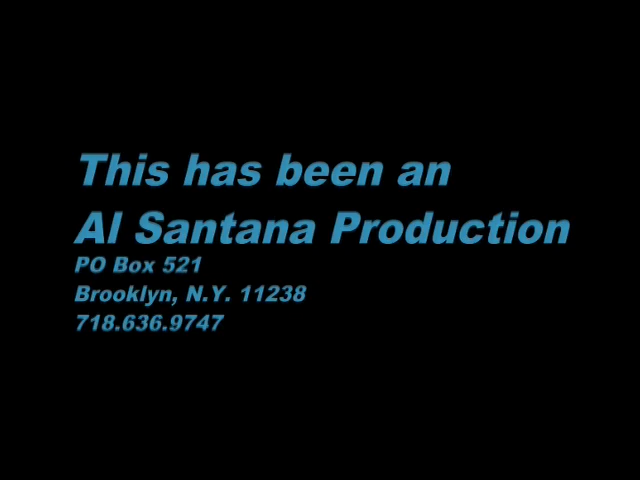 This has been an
Al Santana Production
PO Box 521
Brooklyn, N.Y. 11238
718.636.9747